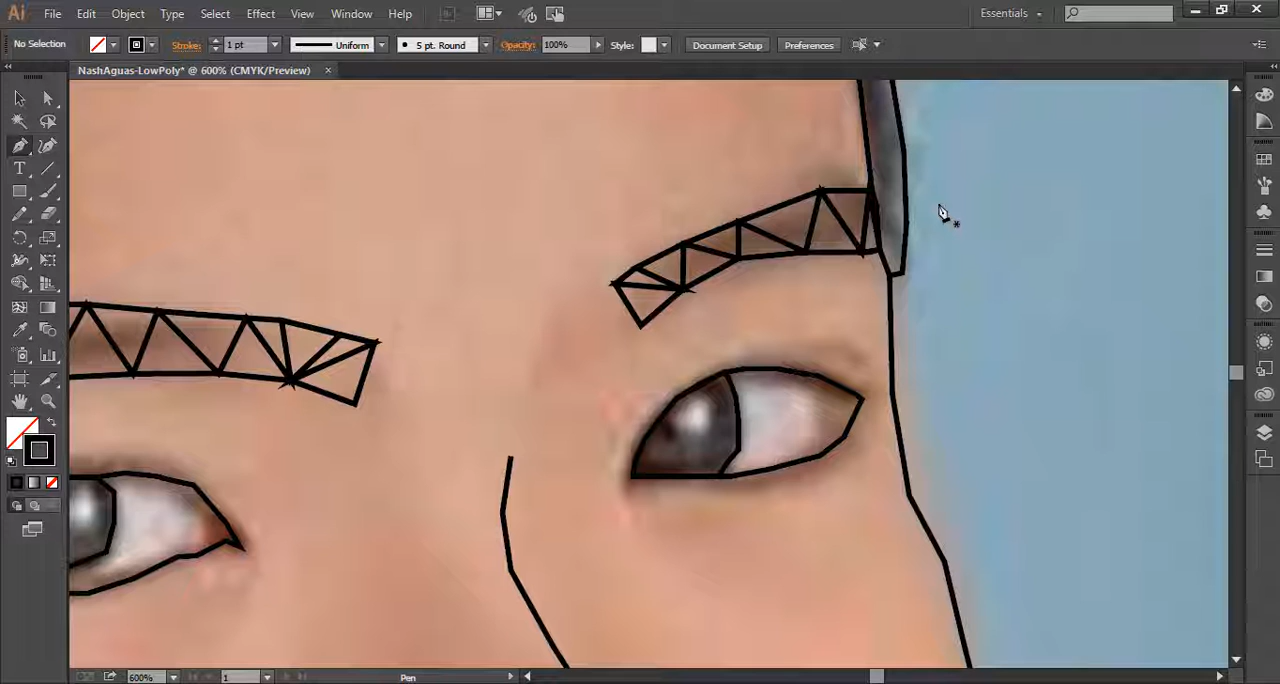 Ai File Edit Object Type Select Effect View Window Help Essentials
No Selection Stroke: 1 pt Uniform 5 pt. Round Opacity: 100% Style: Document Setup Preferences
NashAguas-LowPoly* @ 600% (CMYK/Preview) ×
T
600% 1 Pen